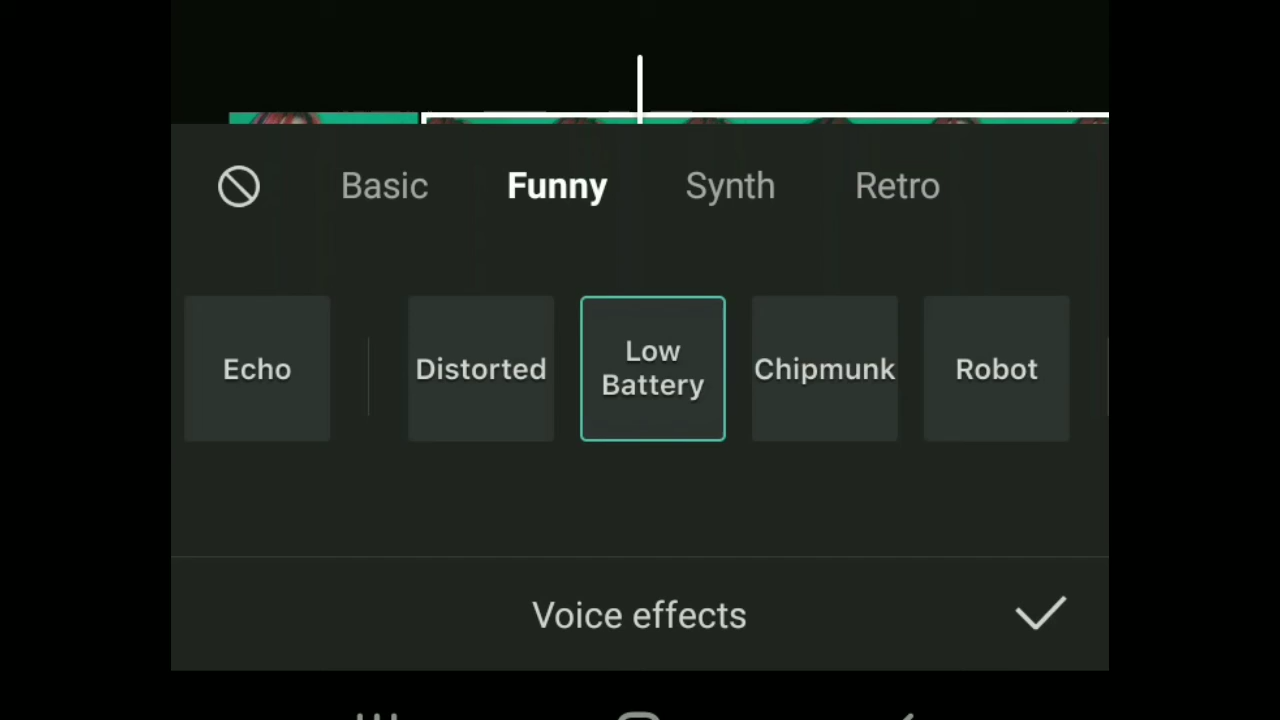 Basic Funny Synth Retro
Echo Distorted Low Battery Chipmunk Robot
Voice effects